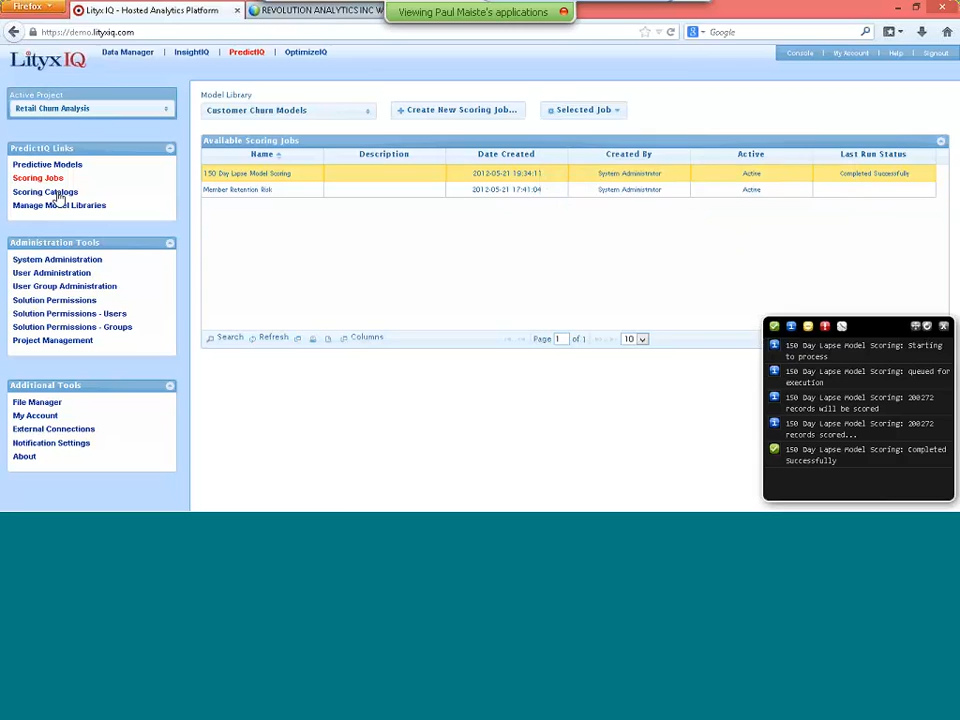 Firefox
Lityx IQ - Hosted Analytics Platform
REVOLUTION ANALYTICS INC W
Viewing Paul Maiste's applications
https://demo.lityxiq.com
Google
LityxIQ
Data Manager
InsightIQ
PredictIQ
OptimizeIQ
Console
My Account
Help
Signout
Active Project
Retail Churn Analysis
PredictIQ Links
Predictive Models
Scoring Jobs
Scoring Catalogs
Manage Model Libraries
Administration Tools
System Administration
User Administration
User Group Administration
Solution Permissions
Solution Permissions - Users
Solution Permissions - Groups
Project Management
Additional Tools
File Manager
My Account
External Connections
Notification Settings
About
Model Library
Customer Churn Models
Create New Scoring Job...
Selected Job
Available Scoring Jobs
Name Description Date Created Created By Active Last Run Status
150 Day Lapse Model Scoring 2012-05-21 19:34:11 System Administrator Active Completed Successfully
Member Retention Risk 2012-05-21 17:41:04 System Administrator Active
Search Refresh Columns Page 1 of 1 10
150 Day Lapse Model Scoring: Starting
to process
150 Day Lapse Model Scoring: queued for
execution
150 Day Lapse Model Scoring: 200272
records will be scored
150 Day Lapse Model Scoring: 200272
records scored...
150 Day Lapse Model Scoring: Completed
Successfully